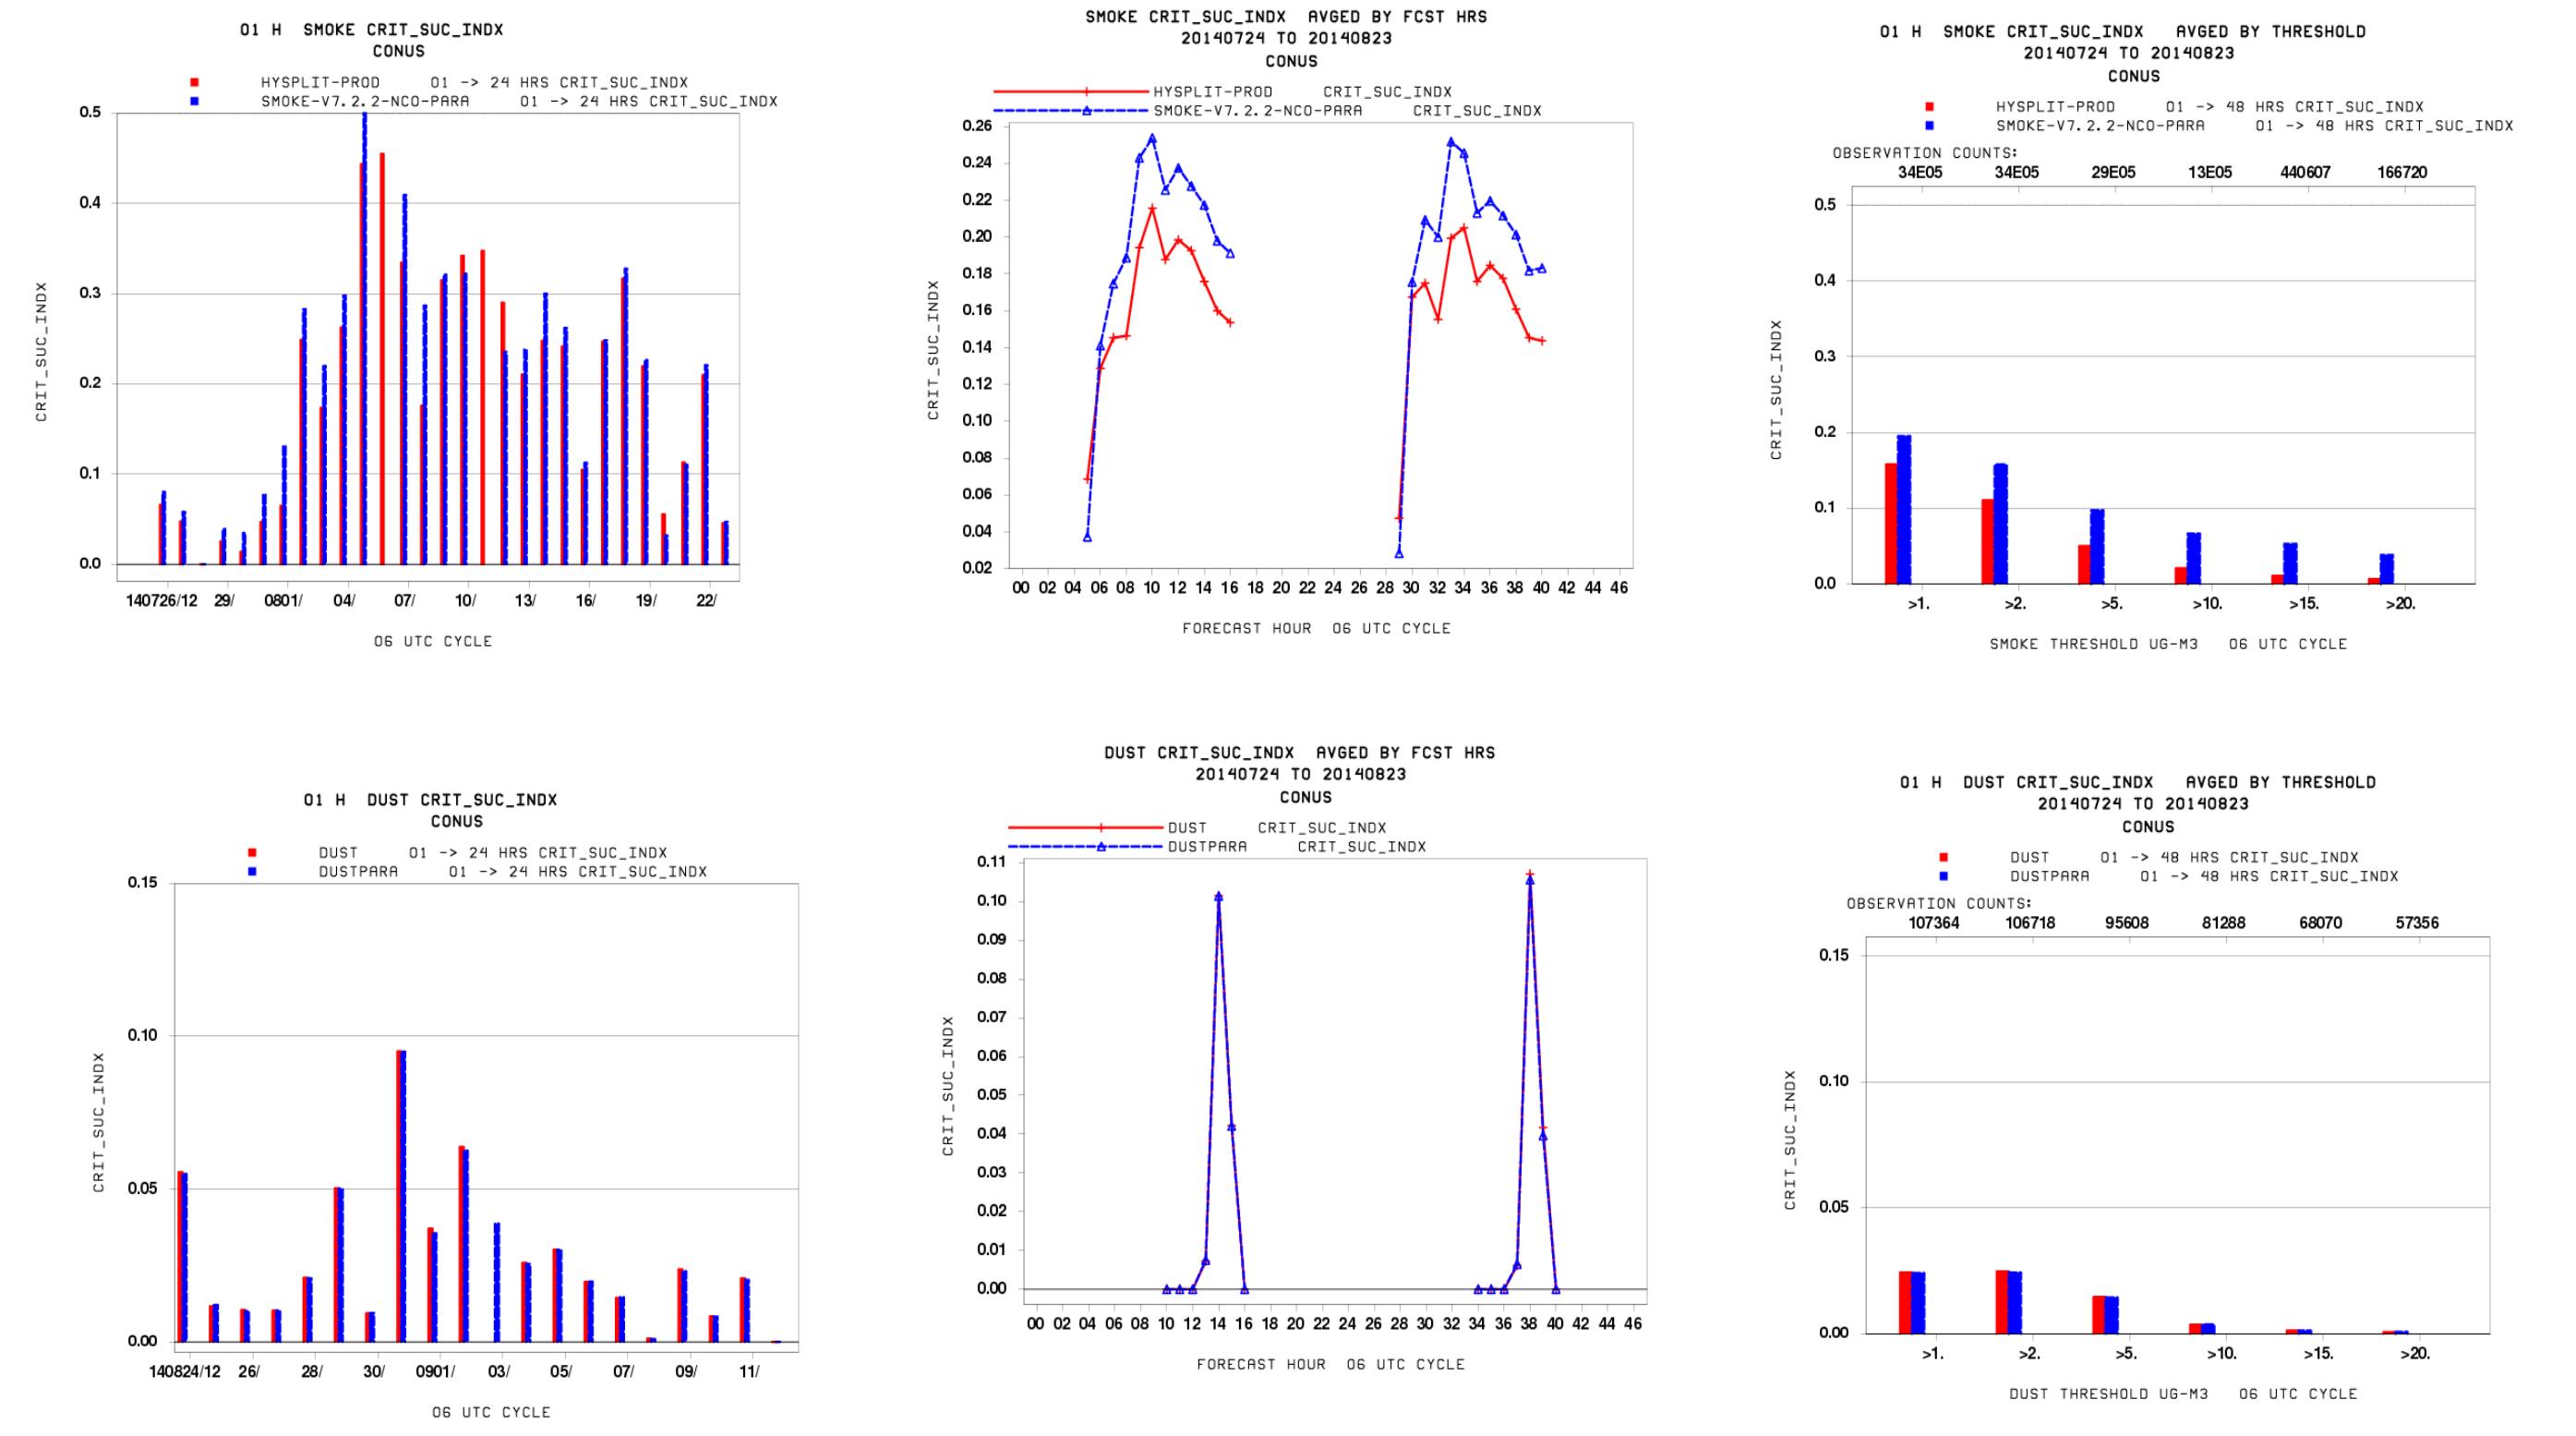 01 H  SMOKE CRIT_SUC_INDX
CONUS
HYSPLIT-PROD  01 -> 24 HRS CRIT_SUC_INDX
SMOKE-V7.2.2-NCO-PARA  01 -> 24 HRS CRIT_SUC_INDX
0.5
0.4
0.3
0.2
0.1
0.0
CRIT_SUC_INDX
140726/12 29/ 0801/ 04/ 07/ 10/ 13/ 16/ 19/ 22/
06 UTC CYCLE
SMOKE CRIT_SUC_INDX  AVGED BY FCST HRS
20140724 TO 20140823
CONUS
HYSPLIT-PROD  CRIT_SUC_INDX
SMOKE-V7.2.2-NCO-PARA  CRIT_SUC_INDX
0.26
0.24
0.22
0.20
0.18
0.16
0.14
0.12
0.10
0.08
0.06
0.04
0.02
CRIT_SUC_INDX
00 02 04 06 08 10 12 14 16 18 20 22 24 26 28 30 32 34 36 38 40 42 44 46
FORECAST HOUR  06 UTC CYCLE
01 H  SMOKE CRIT_SUC_INDX  AVGED BY THRESHOLD
20140724 TO 20140823
CONUS
HYSPLIT-PROD  01 -> 48 HRS CRIT_SUC_INDX
SMOKE-V7.2.2-NCO-PARA  01 -> 48 HRS CRIT_SUC_INDX
OBSERVATION COUNTS:
34E05 34E05 29E05 13E05 440607 166720
0.5
0.4
0.3
0.2
0.1
0.0
CRIT_SUC_INDX
>1. >2. >5. >10. >15. >20.
SMOKE THRESHOLD UG-M3  06 UTC CYCLE
01 H  DUST CRIT_SUC_INDX
CONUS
DUST  01 -> 24 HRS CRIT_SUC_INDX
DUSTPARA  01 -> 24 HRS CRIT_SUC_INDX
0.15
0.10
0.05
0.00
CRIT_SUC_INDX
140824/12 26/ 28/ 30/ 0901/ 03/ 05/ 07/ 09/ 11/
06 UTC CYCLE
DUST CRIT_SUC_INDX  AVGED BY FCST HRS
20140724 TO 20140823
CONUS
DUST  CRIT_SUC_INDX
DUSTPARA  CRIT_SUC_INDX
0.11
0.10
0.09
0.08
0.07
0.06
0.05
0.04
0.03
0.02
0.01
0.00
CRIT_SUC_INDX
00 02 04 06 08 10 12 14 16 18 20 22 24 26 28 30 32 34 36 38 40 42 44 46
FORECAST HOUR  06 UTC CYCLE
01 H  DUST CRIT_SUC_INDX  AVGED BY THRESHOLD
20140724 TO 20140823
CONUS
DUST  01 -> 48 HRS CRIT_SUC_INDX
DUSTPARA  01 -> 48 HRS CRIT_SUC_INDX
OBSERVATION COUNTS:
107364 106718 95608 81288 68070 57356
0.15
0.10
0.05
0.00
CRIT_SUC_INDX
>1. >2. >5. >10. >15. >20.
DUST THRESHOLD UG-M3  06 UTC CYCLE